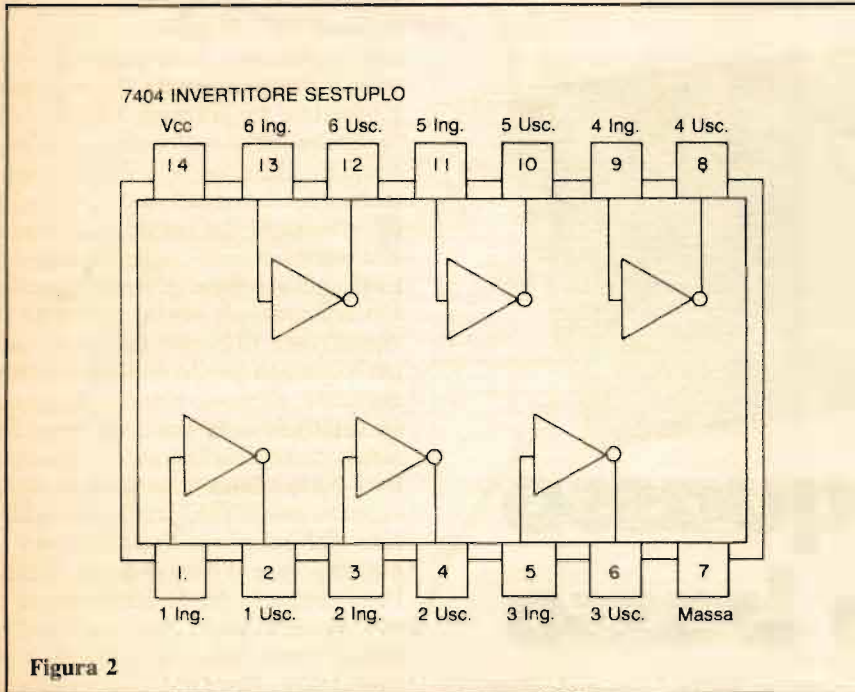 7404 INVERTITORE SESTUPLO
Vcc 6 Ing. 6 Usc. 5 Ing. 5 Usc. 4 Ing. 4 Usc.
14 13 12 11 10 9 8
1 2 3 4 5 6 7
1 Ing. 1 Usc. 2 Ing. 2 Usc. 3 Ing. 3 Usc. Massa
Figura 2